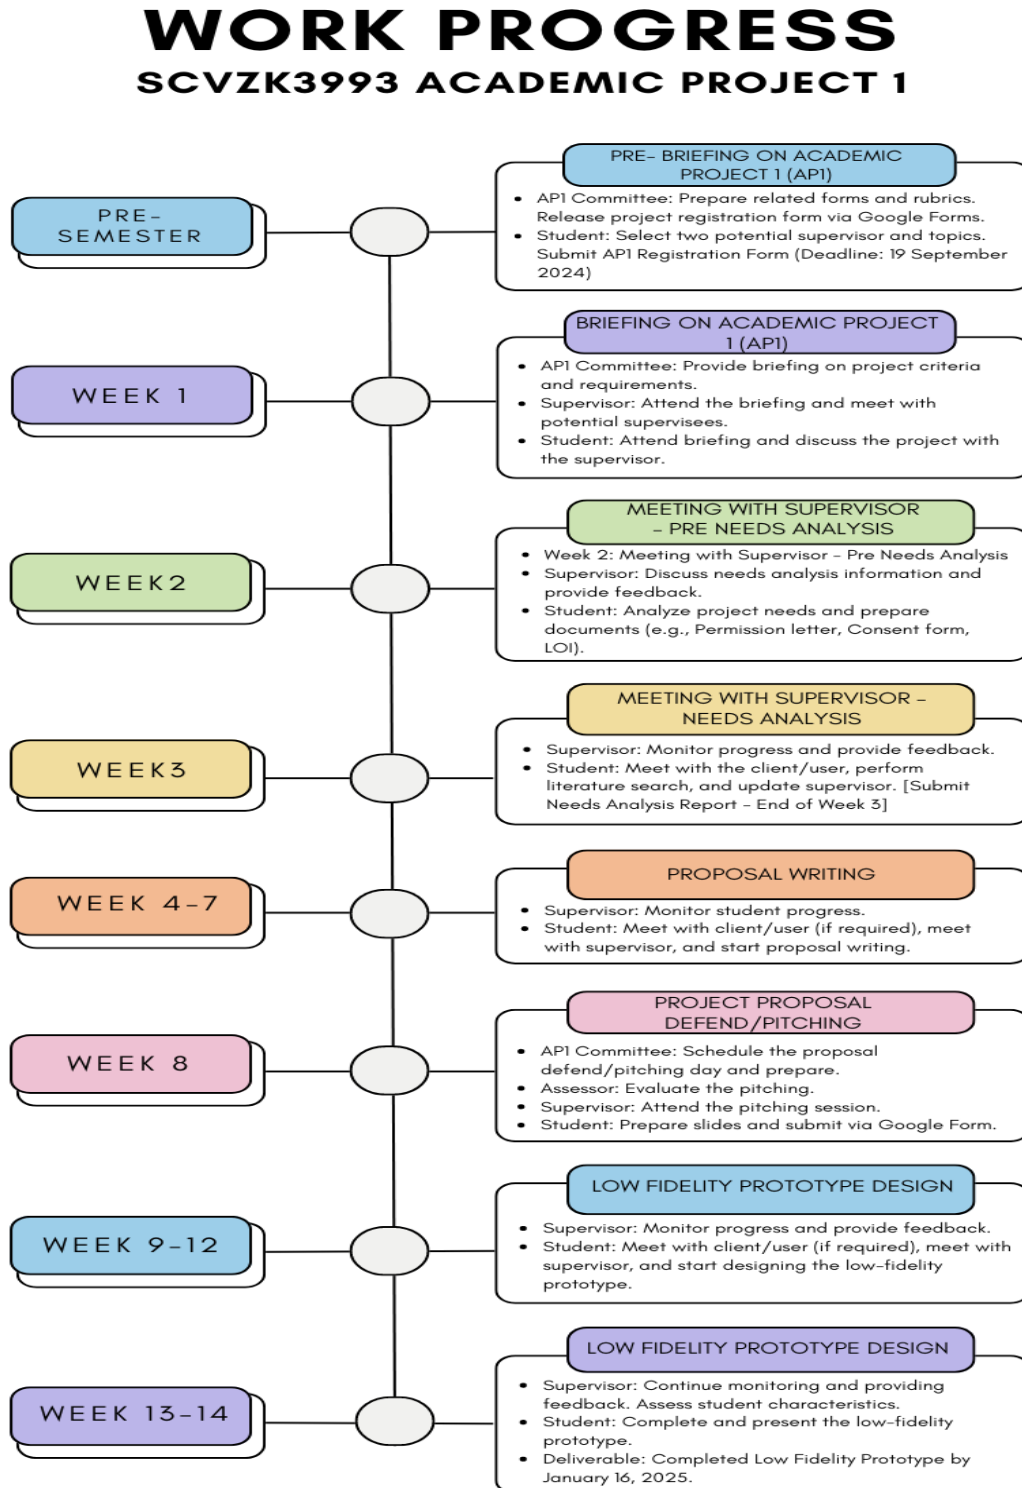 WORK PROGRESS
SCVZK3993 ACADEMIC PROJECT 1
PRE-
SEMESTER
PRE- BRIEFING ON ACADEMIC
PROJECT 1 (AP1)
• AP1 Committee: Prepare related forms and rubrics.
Release project registration form via Google Forms.
• Student: Select two potential supervisor and topics.
Submit AP1 Registration Form (Deadline: 19 September
2024)
WEEK 1
BRIEFING ON ACADEMIC PROJECT
1 (AP1)
• AP1 Committee: Provide briefing on project criteria
and requirements.
• Supervisor: Attend the briefing and meet with
potential supervisees.
• Student: Attend briefing and discuss the project with
the supervisor.
WEEK2
MEETING WITH SUPERVISOR
- PRE NEEDS ANALYSIS
• Week 2: Meeting with Supervisor - Pre Needs Analysis
• Supervisor: Discuss needs analysis information and
provide feedback.
• Student: Analyze project needs and prepare
documents (e.g., Permission letter, Consent form,
LOI).
WEEK3
MEETING WITH SUPERVISOR -
NEEDS ANALYSIS
• Supervisor: Monitor progress and provide feedback.
• Student: Meet with the client/user, perform
literature search, and update supervisor. [Submit
Needs Analysis Report - End of Week 3]
WEEK 4-7
PROPOSAL WRITING
• Supervisor: Monitor student progress.
• Student: Meet with client/user (if required), meet
with supervisor, and start proposal writing.
WEEK 8
PROJECT PROPOSAL
DEFEND/PITCHING
• AP1 Committee: Schedule the proposal
defend/pitching day and prepare.
• Assessor: Evaluate the pitching.
• Supervisor: Attend the pitching session.
• Student: Prepare slides and submit via Google Form.
WEEK 9-12
LOW FIDELITY PROTOTYPE DESIGN
• Supervisor: Monitor progress and provide feedback.
• Student: Meet with client/user (if required), meet with
supervisor, and start designing the low-fidelity
prototype.
WEEK 13-14
LOW FIDELITY PROTOTYPE DESIGN
• Supervisor: Continue monitoring and providing
feedback. Assess student characteristics.
• Student: Complete and present the low-fidelity
prototype.
• Deliverable: Completed Low Fidelity Prototype by
January 16, 2025.